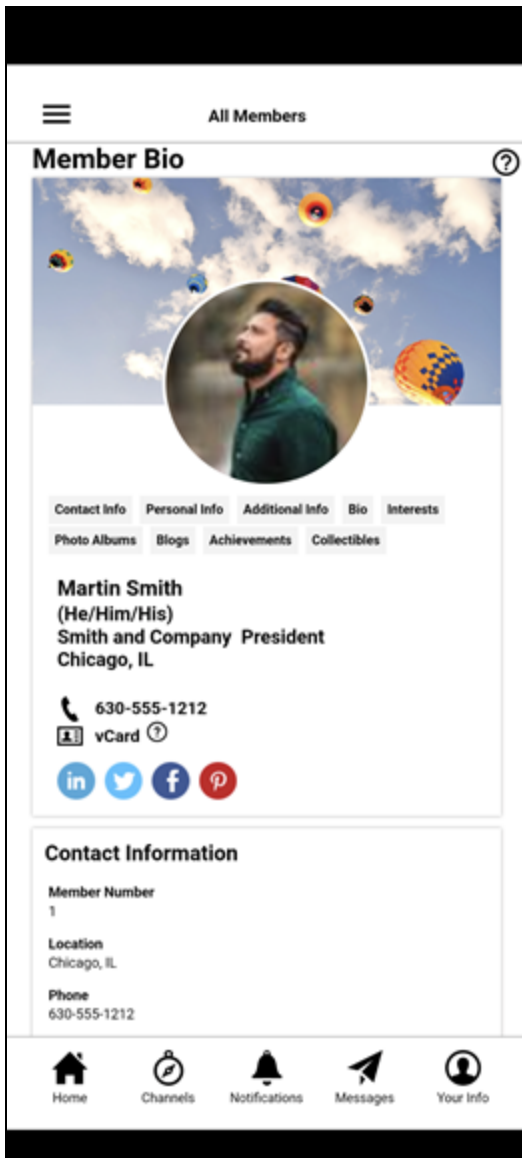 All Members
Member Bio
?
Contact Info Personal Info Additional Info Bio Interests
Photo Albums Blogs Achievements Collectibles
Martin Smith
(He/Him/His)
Smith and Company President
Chicago, IL
630-555-1212
vCard ?
in f
Contact Information
Member Number
1
Location
Chicago, IL
Phone
630-555-1212
Home Channels Notifications Messages Your Info